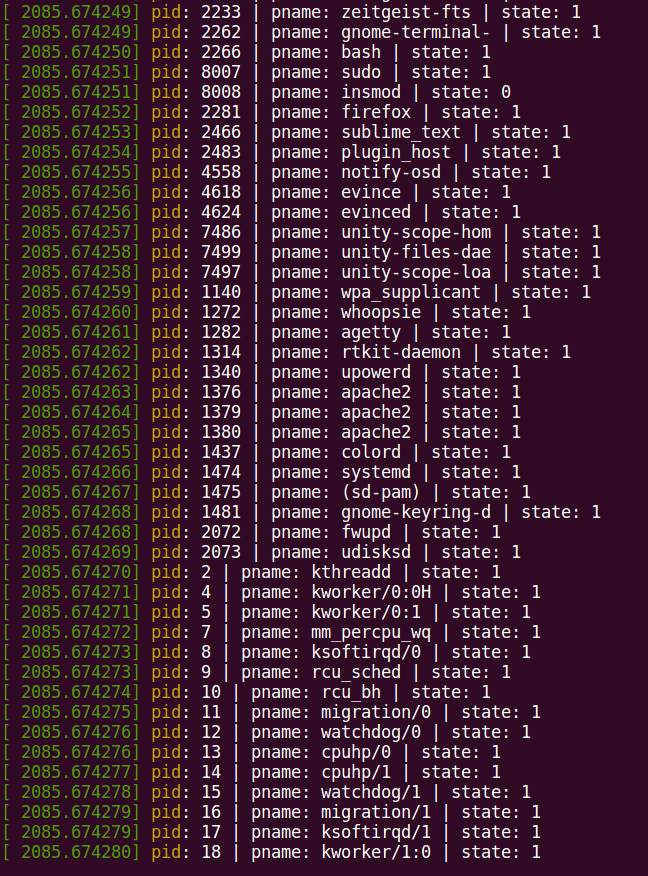 [ 2085.674249] pid: 2233 | pname: zeitgeist-fts | state: 1
[ 2085.674249] pid: 2262 | pname: gnome-terminal- | state: 1
[ 2085.674250] pid: 2266 | pname: bash | state: 1
[ 2085.674251] pid: 8007 | pname: sudo | state: 1
[ 2085.674251] pid: 8008 | pname: insmod | state: 0
[ 2085.674252] pid: 2281 | pname: firefox | state: 1
[ 2085.674253] pid: 2466 | pname: sublime_text | state: 1
[ 2085.674254] pid: 2483 | pname: plugin_host | state: 1
[ 2085.674255] pid: 4558 | pname: notify-osd | state: 1
[ 2085.674256] pid: 4618 | pname: evince | state: 1
[ 2085.674256] pid: 4624 | pname: evinced | state: 1
[ 2085.674257] pid: 7486 | pname: unity-scope-hom | state: 1
[ 2085.674258] pid: 7499 | pname: unity-files-dae | state: 1
[ 2085.674258] pid: 7497 | pname: unity-scope-loa | state: 1
[ 2085.674259] pid: 1140 | pname: wpa_supplicant | state: 1
[ 2085.674260] pid: 1272 | pname: whoopsie | state: 1
[ 2085.674261] pid: 1282 | pname: agetty | state: 1
[ 2085.674262] pid: 1314 | pname: rtkit-daemon | state: 1
[ 2085.674262] pid: 1340 | pname: upowerd | state: 1
[ 2085.674263] pid: 1376 | pname: apache2 | state: 1
[ 2085.674264] pid: 1379 | pname: apache2 | state: 1
[ 2085.674265] pid: 1380 | pname: apache2 | state: 1
[ 2085.674265] pid: 1437 | pname: colord | state: 1
[ 2085.674266] pid: 1474 | pname: systemd | state: 1
[ 2085.674267] pid: 1475 | pname: (sd-pam) | state: 1
[ 2085.674268] pid: 1481 | pname: gnome-keyring-d | state: 1
[ 2085.674268] pid: 2072 | pname: fwupd | state: 1
[ 2085.674269] pid: 2073 | pname: udisksd | state: 1
[ 2085.674270] pid: 2 | pname: kthreadd | state: 1
[ 2085.674271] pid: 4 | pname: kworker/0:0H | state: 1
[ 2085.674271] pid: 5 | pname: kworker/0:1 | state: 1
[ 2085.674272] pid: 7 | pname: mm_percpu_wq | state: 1
[ 2085.674273] pid: 8 | pname: ksoftirqd/0 | state: 1
[ 2085.674273] pid: 9 | pname: rcu_sched | state: 1
[ 2085.674274] pid: 10 | pname: rcu_bh | state: 1
[ 2085.674275] pid: 11 | pname: migration/0 | state: 1
[ 2085.674276] pid: 12 | pname: watchdog/0 | state: 1
[ 2085.674276] pid: 13 | pname: cpuhp/0 | state: 1
[ 2085.674277] pid: 14 | pname: cpuhp/1 | state: 1
[ 2085.674278] pid: 15 | pname: watchdog/1 | state: 1
[ 2085.674279] pid: 16 | pname: migration/1 | state: 1
[ 2085.674279] pid: 17 | pname: ksoftirqd/1 | state: 1
[ 2085.674280] pid: 18 | pname: kworker/1:0 | state: 1